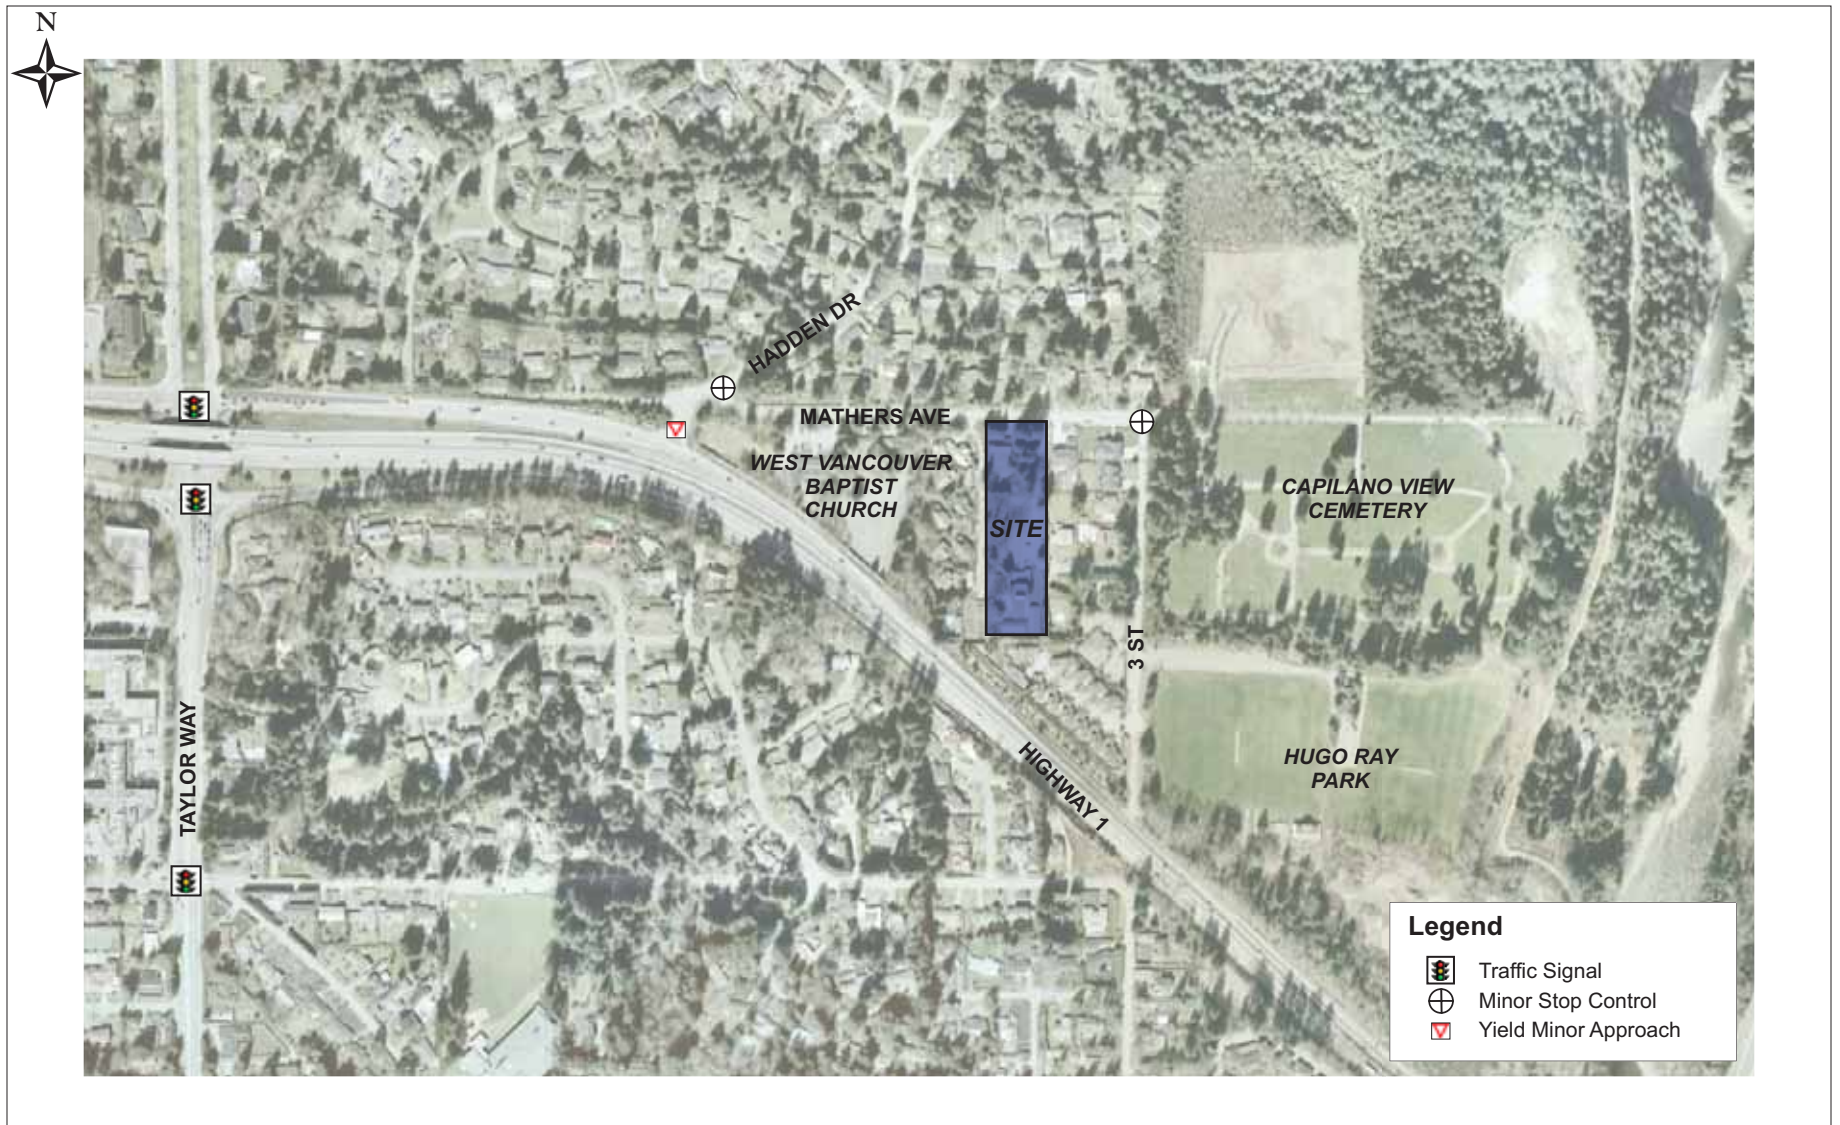 N
HADDEN DR
MATHERS AVE
WEST VANCOUVER
BAPTIST
CHURCH
SITE
CAPILANO VIEW
CEMETERY
3 ST
TAYLOR WAY
HIGHWAY 1
HUGO RAY
PARK
Legend
Traffic Signal
Minor Stop Control
Yield Minor Approach